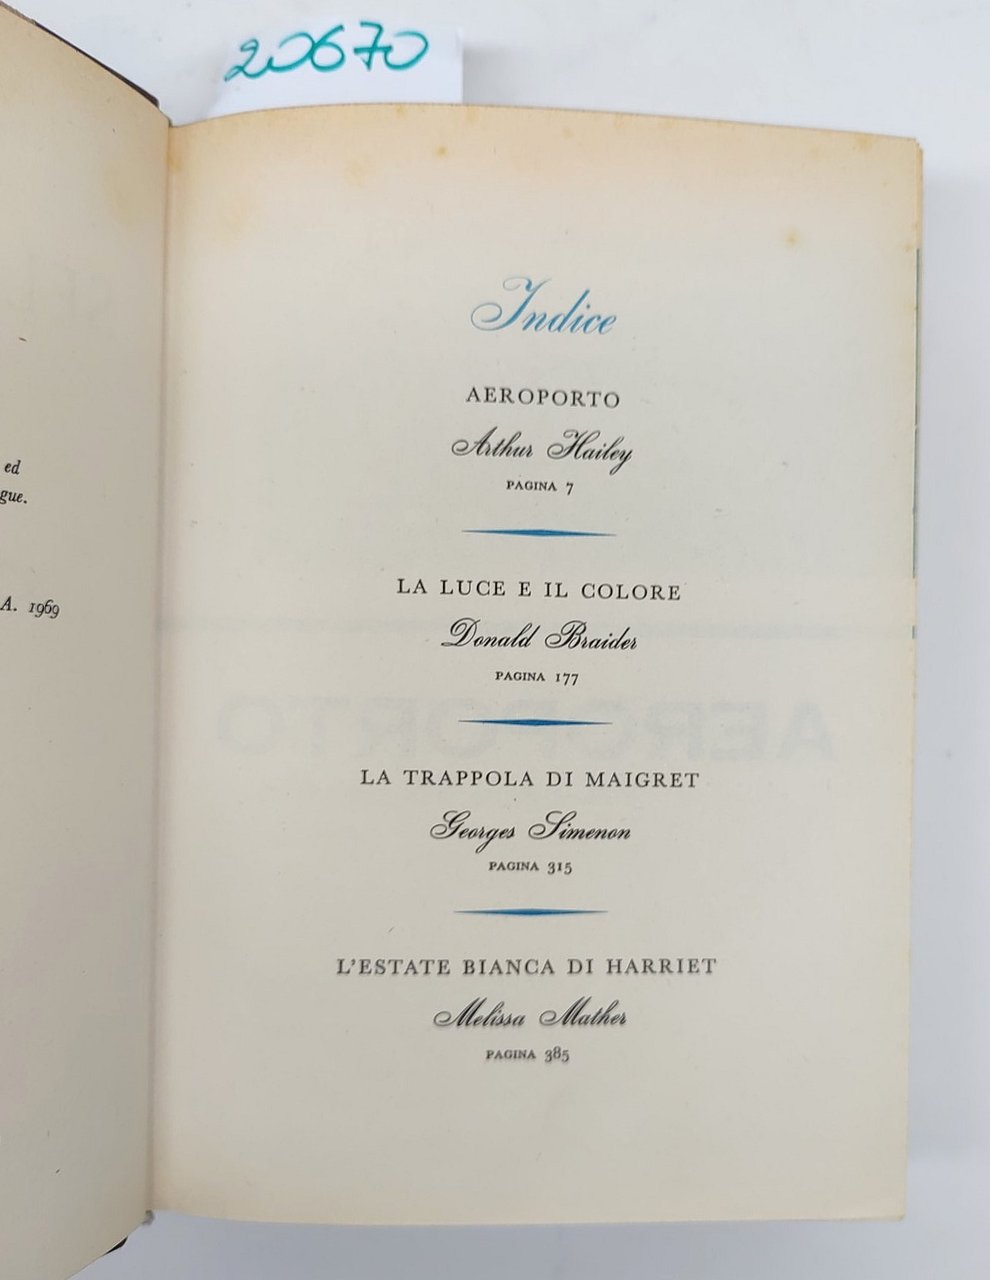 20670
ed
gue.
A. 1969
Indice
AEROPORTO
Arthur Hailey
PAGINA 7
LA LUCE E IL COLORE
Donald Braider
PAGINA 177
LA TRAPPOLA DI MAIGRET
Georges Simenon
PAGINA 315
L'ESTATE BIANCA DI HARRIET
Melissa Mather
PAGINA 385
AEROPORTO